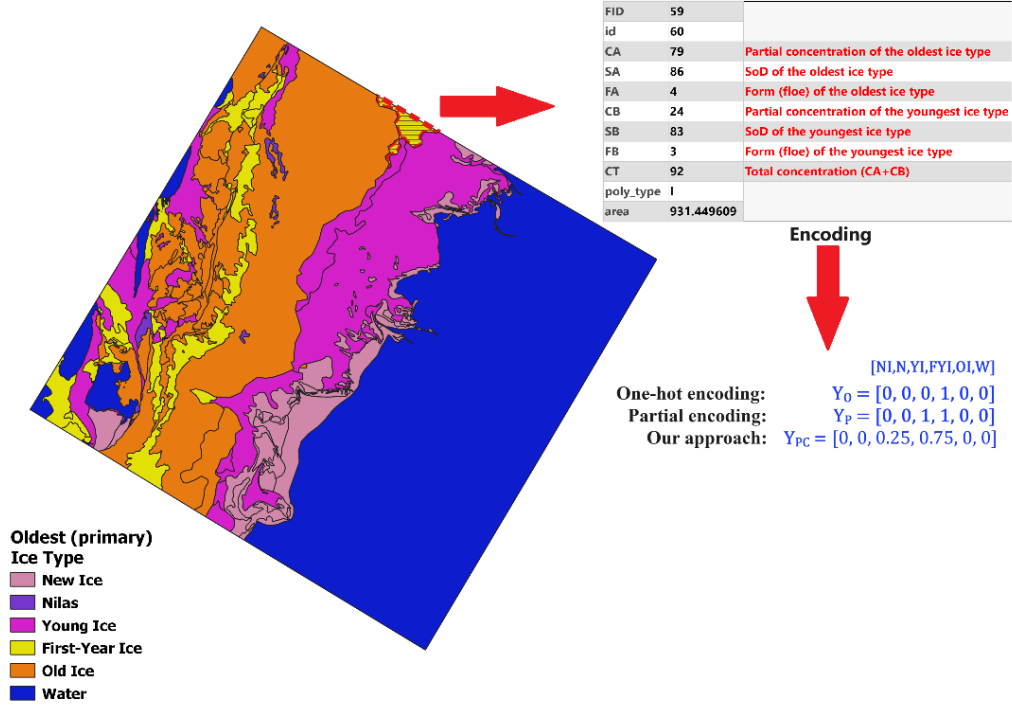 FID 59
id 60
CA 79 Partial concentration of the oldest ice type
SA 86 SoD of the oldest ice type
FA 4 Form (floe) of the oldest ice type
CB 24 Partial concentration of the youngest ice type
SB 83 SoD of the youngest ice type
FB 3 Form (floe) of the youngest ice type
CT 92 Total concentration (CA+CB)
poly_type I
area 931.449609
Encoding
[NI,N,YI,FYI,OI,W]
One-hot encoding: Y_O = [0, 0, 0, 1, 0, 0]
Partial encoding: Y_P = [0, 0, 1, 1, 0, 0]
Our approach: Y_PC = [0, 0, 0.25, 0.75, 0, 0]
Oldest (primary)
Ice Type
New Ice
Nilas
Young Ice
First-Year Ice
Old Ice
Water